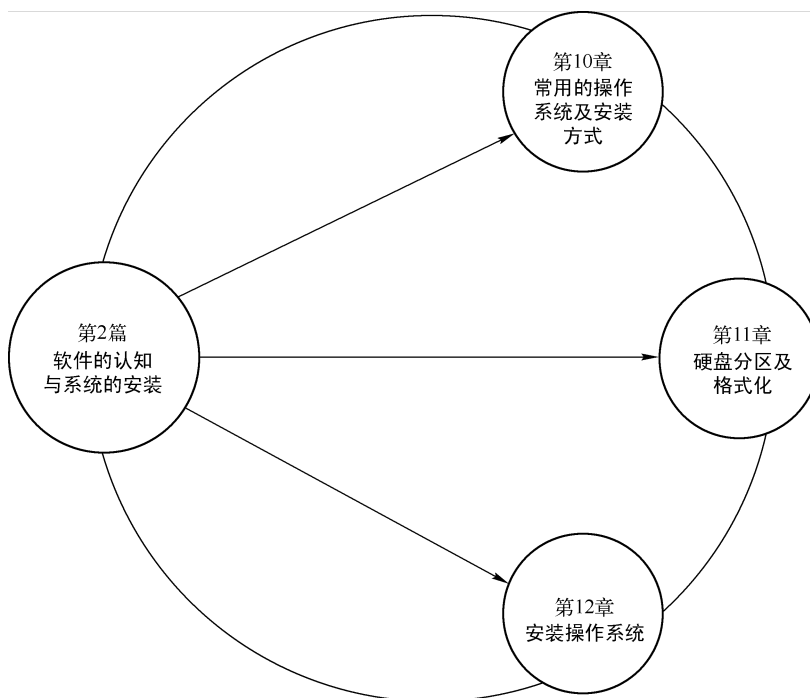 第10章
常用的操作
系统及安装
方式
第2篇
软件的认知
与系统的安装
第11章
硬盘分区及
格式化
第12章
安装操作系统